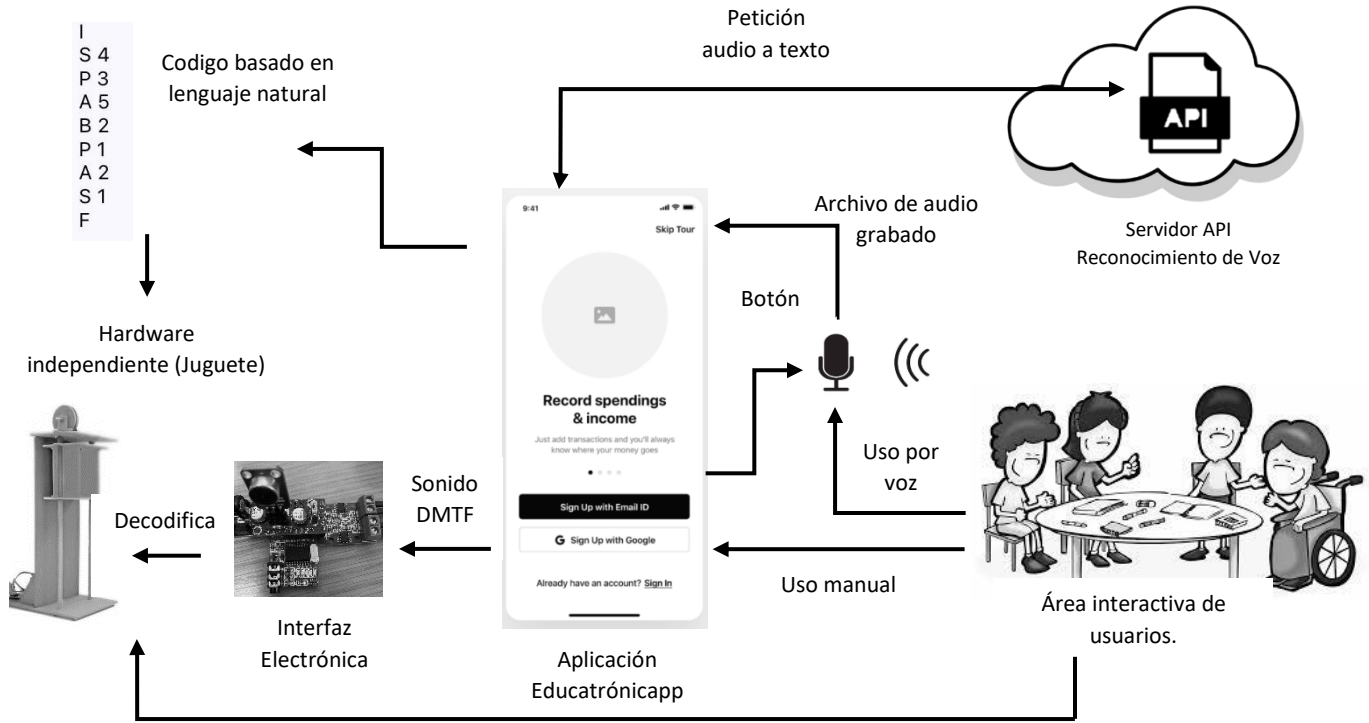 I
S 4
P 3
A 5
B 2
P 1
A 2
S 1
F
Codigo basado en
lenguaje natural
Petición
audio a texto
API
Servidor API
Reconocimiento de Voz
Archivo de audio
grabado
Botón
Hardware
independiente (Juguete)
9:41
Skip Tour
Record spendings
& income
Just add transactions and you'll always
know where your money goes
Sign Up with Email ID
G Sign Up with Google
Already have an account? Sign In
Uso por
voz
Sonido
DMTF
Decodifica
Uso manual
Interfaz
Electrónica
Aplicación
Educatrónicapp
Área interactiva de
usuarios.